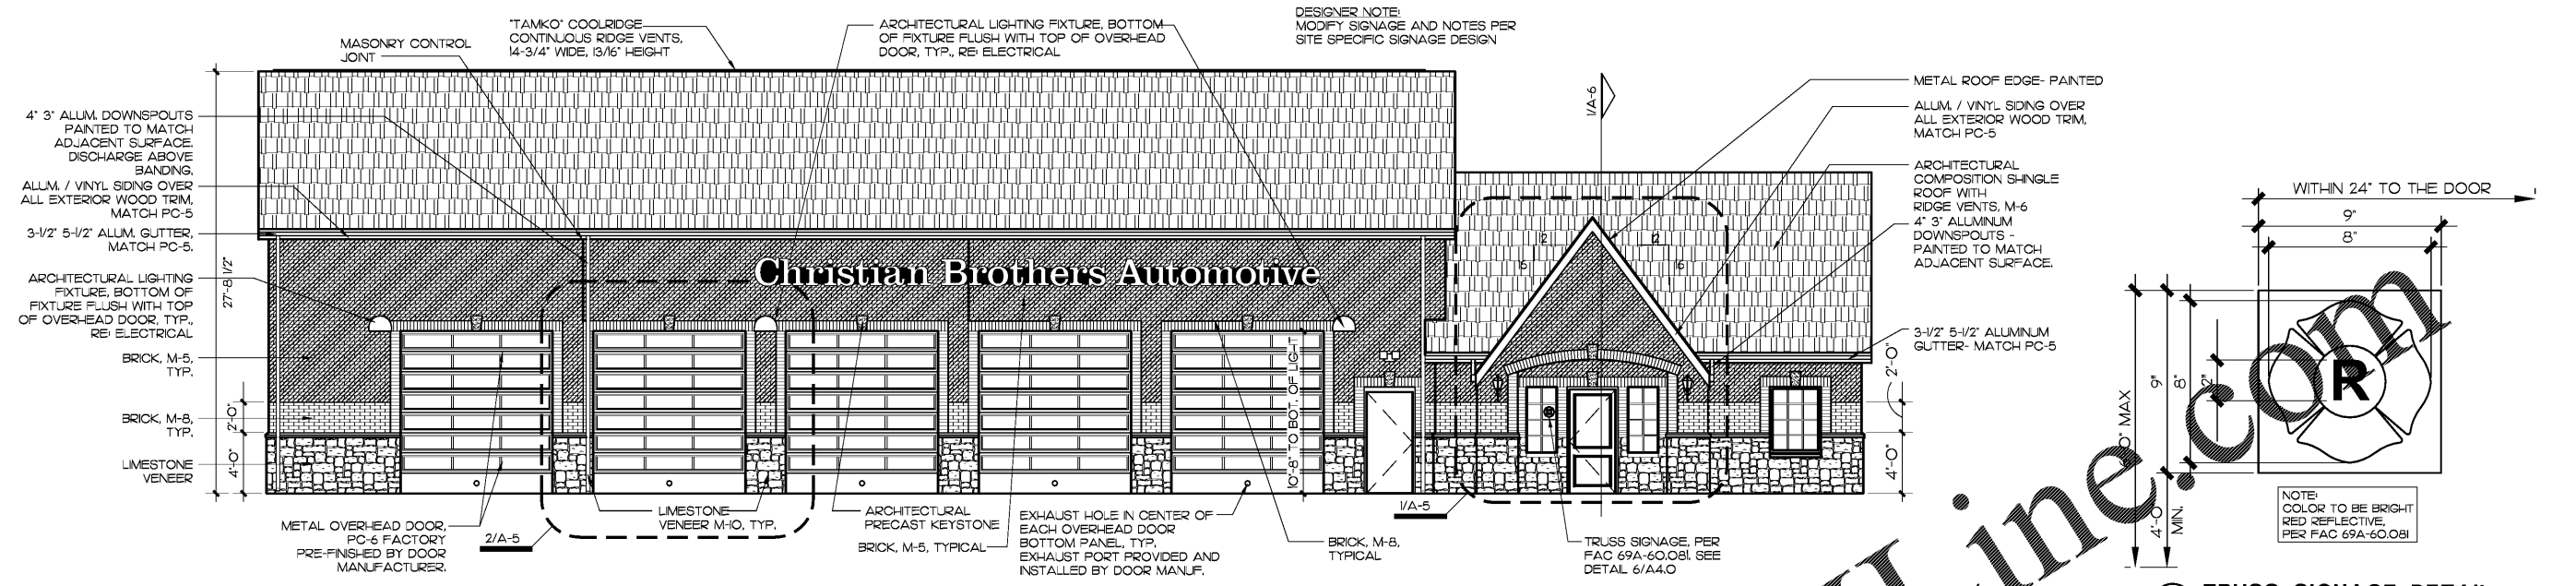 "TAMKO" COOLRIDGE
CONTINUOUS RIDGE VENTS,
14-3/4" WIDE, 13/16" HEIGHT
ARCHITECTURAL LIGHTING FIXTURE, BOTTOM
OF FIXTURE FLUSH WITH TOP OF OVERHEAD
DOOR, TYP., RE: ELECTRICAL
DESIGNER NOTE:
MODIFY SIGNAGE AND NOTES PER
SITE SPECIFIC SIGNAGE DESIGN
MASONRY CONTROL
JONT
4" 3" ALUM. DOWNSPOUTS
PAINTED TO MATCH
ADJACENT SURFACE.
DISCHARGE ABOVE
BANDING.
ALUM. / VINYL SIDING OVER
ALL EXTERIOR WOOD TRIM,
MATCH PC-5
3-1/2" 5-1/2" ALUM. GUTTER,
MATCH PC-5.
ARCHITECTURAL LIGHTING
FIXTURE, BOTTOM OF
FIXTURE FLUSH WITH TOP
OF OVERHEAD DOOR, TYP.,
RE: ELECTRICAL
BRICK, M-5,
TYP.
BRICK, M-8,
TYP.
LIMESTONE
VENEER
27'-8 1/2"
2'-0"
4'-0"
Christian Brothers Automotive
10'-8" TO BOT. OF LIGHT
1/A-6
12
16
12
16
METAL ROOF EDGE- PAINTED
ALUM. / VINYL SIDING OVER
ALL EXTERIOR WOOD TRIM,
MATCH PC-5
ARCHITECTURAL
COMPOSITION SHINGLE
ROOF WITH
RIDGE VENTS, M-6
4" 3" ALUMINUM
DOWNSPOUTS -
PAINTED TO MATCH
ADJACENT SURFACE.
3-1/2" 5-1/2" ALUMINUM
GUTTER- MATCH PC-5
2'-0"
4'-0"
METAL OVERHEAD DOOR,
PC-6 FACTORY
PRE-FINISHED BY DOOR
MANUFACTURER.
2/A-5
LIMESTONE
VENEER M-10, TYP.
ARCHITECTURAL
PRECAST KEYSTONE
BRICK, M-5, TYPICAL
EXHAUST HOLE IN CENTER OF
EACH OVERHEAD DOOR
BOTTOM PANEL, TYP.
EXHAUST PORT PROVIDED AND
INSTALLED BY DOOR MANUF.
BRICK, M-8,
TYPICAL
1/A-5
TRUSS SIGNAGE, PER
FAC 69A-60.081. SEE
DETAIL 6/A4.0
WITHIN 24" TO THE DOOR
9"
8"
R
9"
8"
2"
MAX
4'-0"
MIN.
NOTE:
COLOR TO BE BRIGHT
RED REFLECTIVE,
PER FAC 69A-60.081
TRUSS SIGNAGE DETAIL
ine.com